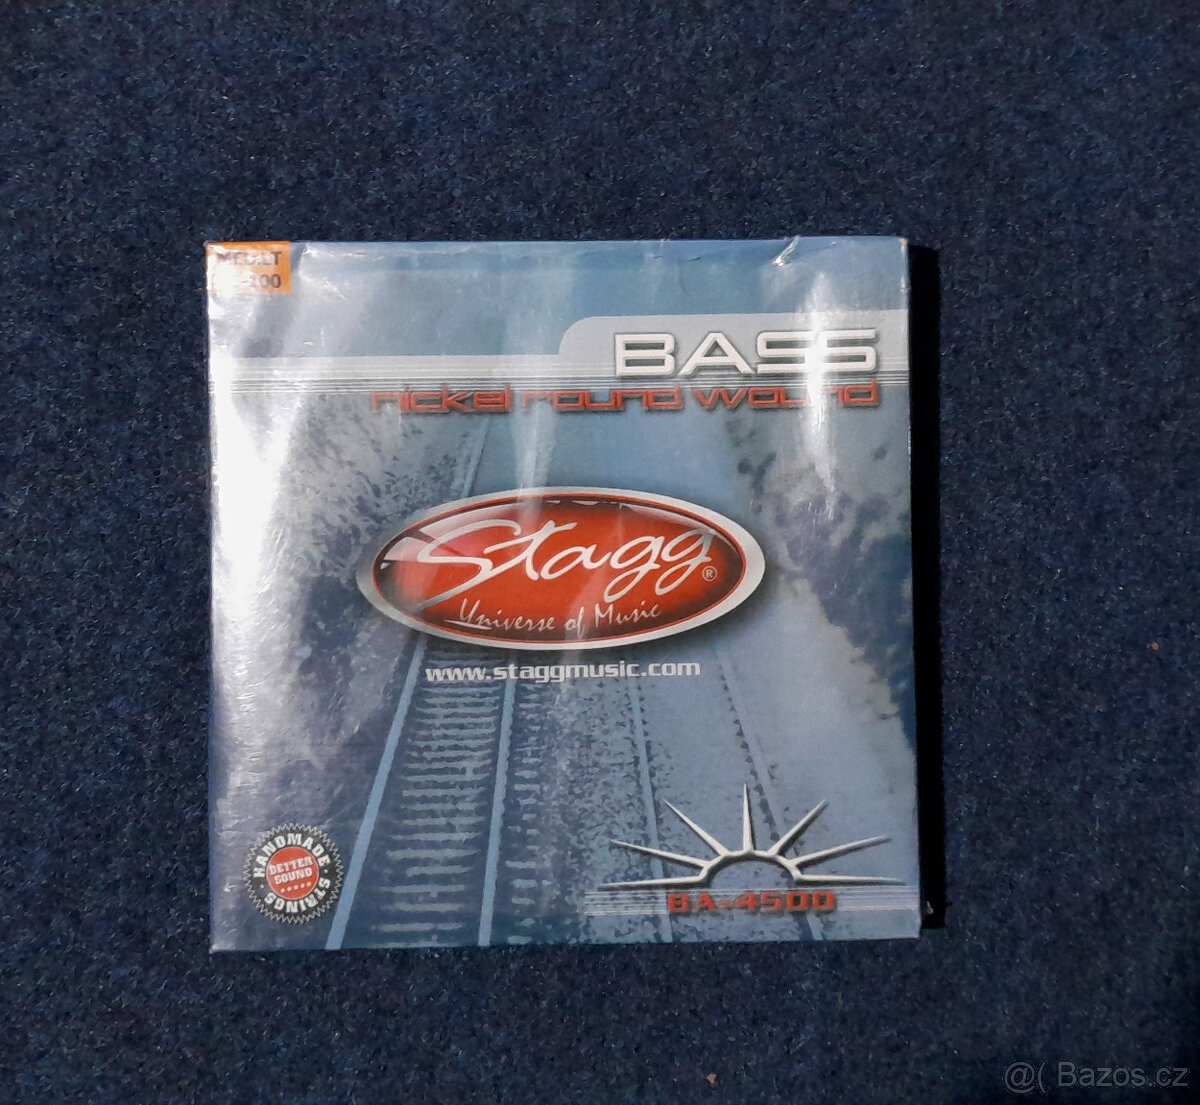 -100
BASS
nickel round wound
Stagg®
Universe of Music
www.staggmusic.com
HANDMADE STRINGS
BETTER
SOUND
BA-4500
@( Bazos.cz